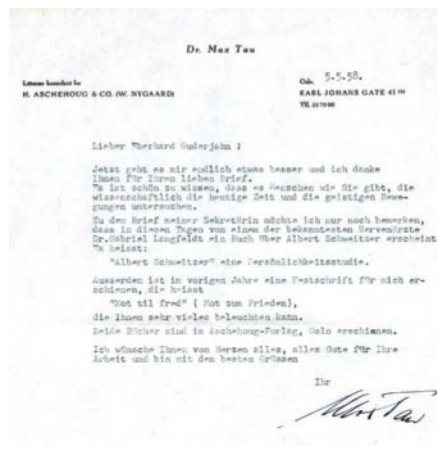 Dr. Max Tau
Litterær konsulent for
H. ASCHEHOUG & CO. (W. NYGAARD)
Oslo, 5.5.58.
KARL JOHANS GATE 41
Tlf.
Lieber Eberhard Guderjahn :
Jetzt geht es mir endlich etwas besser und ich danke
Ihnen für Ihren lieben Brief.
Es ist schön zu wissen, dass es Menschen wie Sie gibt, die
wissenschaftlich die heutige Zeit und die geistigen Bewe-
gungen untersuchen.
Zu dem Brief meiner Sekretärin möchte ich nur noch bemerken,
dass in diesen Tagen von einem der bekanntesten Nervenärzte
Dr.Gabriel Langfeldt ein Buch über Albert Schweitzer erscheint
Es heisst:
"Albert Schweitzer" eine Persönlichkeitsstudie.
Ausserdem ist in vorigen Jahre eine Festschrift für mich er-
schienen, die heisst
"Mot til fred" ( Mut zum Frieden),
die Ihnen sehr vieles beleuchten kann.
Beide Bücher sind in Aschehoug-Forlag, Oslo erschienen.
Ich wünsche Ihnen von Herzen alles, alles Gute für Ihre
Arbeit und bin mit den besten Grüssen
Ihr
Max Tau